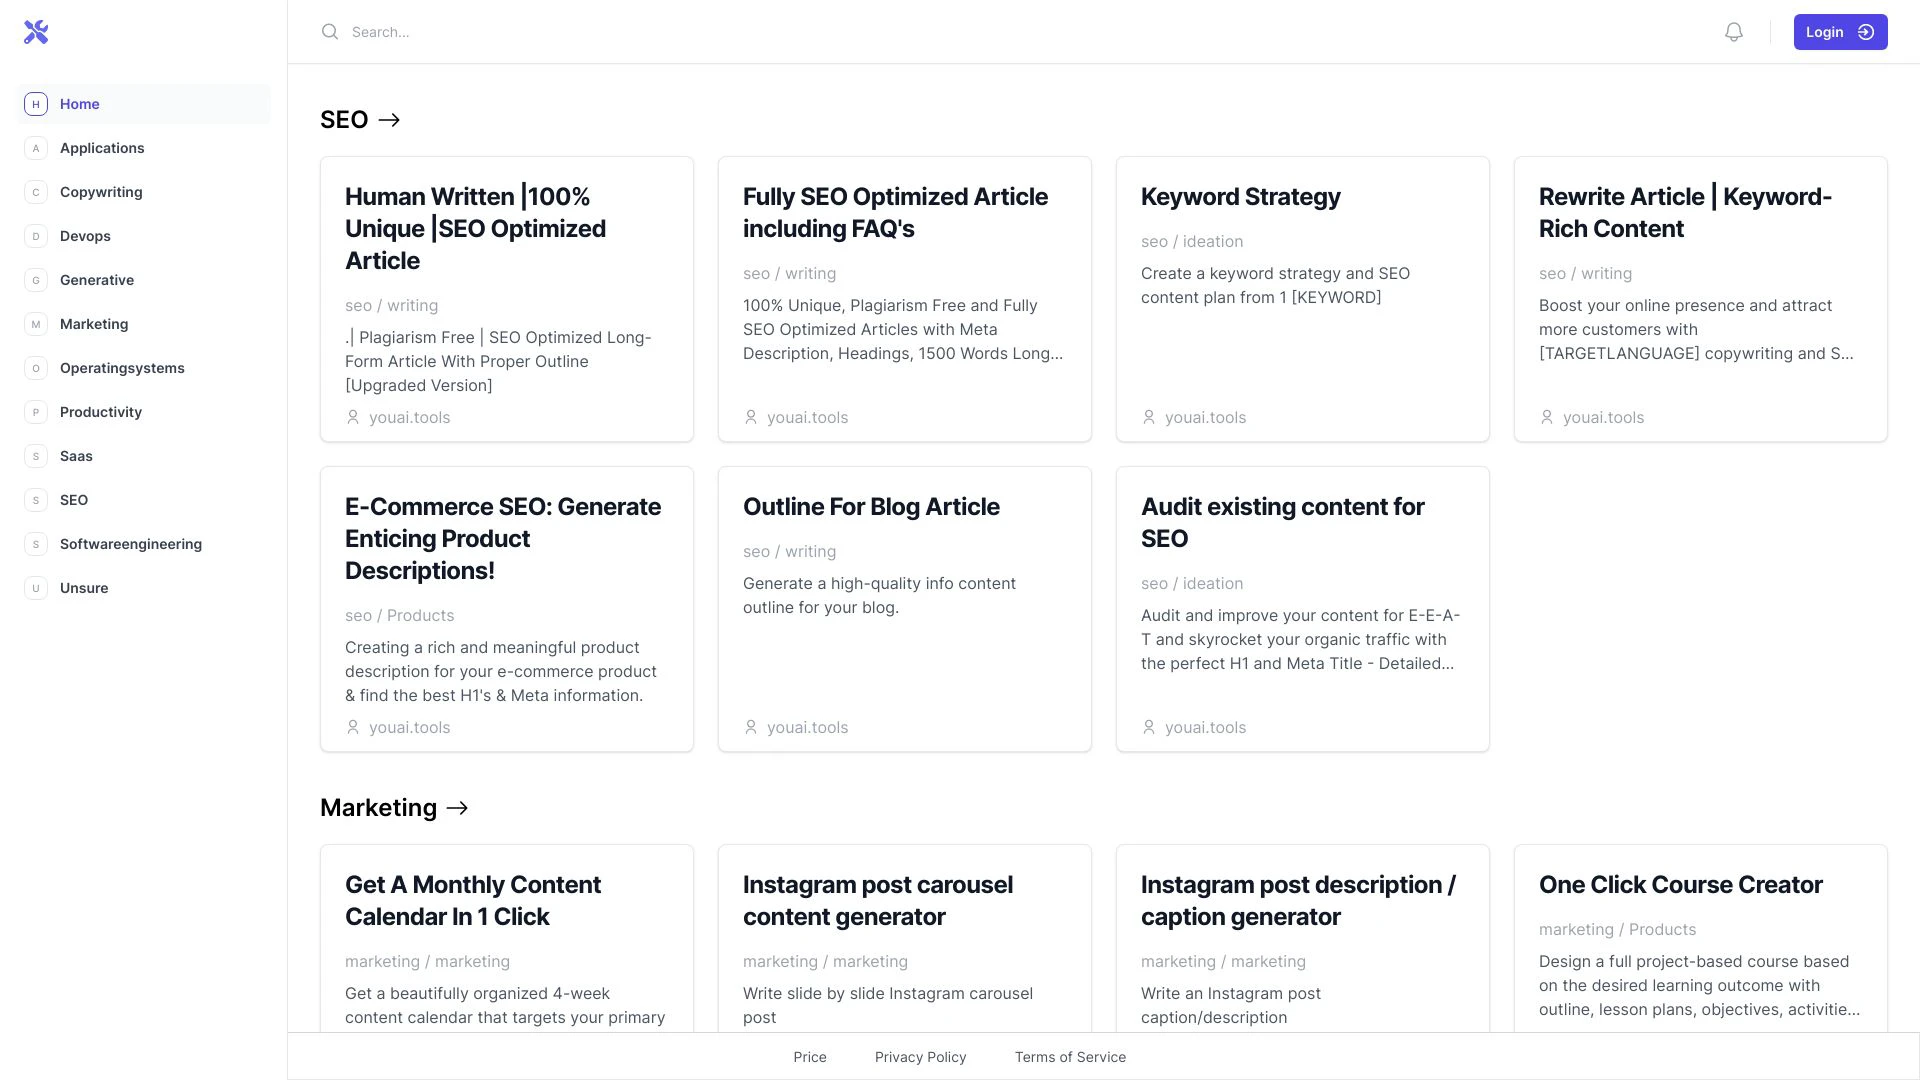 Search...
Login
H Home
A Applications
C Copywriting
D Devops
G Generative
M Marketing
O Operatingsystems
P Productivity
S Saas
S SEO
S Softwareengineering
U Unsure
SEO →
Human Written |100%
Unique |SEO Optimized
Article
seo / writing
.| Plagiarism Free | SEO Optimized Long-
Form Article With Proper Outline
[Upgraded Version]
youai.tools
Fully SEO Optimized Article
including FAQ's
seo / writing
100% Unique, Plagiarism Free and Fully
SEO Optimized Articles with Meta
Description, Headings, 1500 Words Long...
youai.tools
Keyword Strategy
seo / ideation
Create a keyword strategy and SEO
content plan from 1 [KEYWORD]
youai.tools
Rewrite Article | Keyword-
Rich Content
seo / writing
Boost your online presence and attract
more customers with
[TARGETLANGUAGE] copywriting and S...
youai.tools
E-Commerce SEO: Generate
Enticing Product
Descriptions!
seo / Products
Creating a rich and meaningful product
description for your e-commerce product
& find the best H1's & Meta information.
youai.tools
Outline For Blog Article
seo / writing
Generate a high-quality info content
outline for your blog.
youai.tools
Audit existing content for
SEO
seo / ideation
Audit and improve your content for E-E-A-
T and skyrocket your organic traffic with
the perfect H1 and Meta Title - Detailed...
youai.tools
Marketing →
Get A Monthly Content
Calendar In 1 Click
marketing / marketing
Get a beautifully organized 4-week
content calendar that targets your primary
Instagram post carousel
content generator
marketing / marketing
Write slide by slide Instagram carousel
post
Instagram post description /
caption generator
marketing / marketing
Write an Instagram post
caption/description
One Click Course Creator
marketing / Products
Design a full project-based course based
on the desired learning outcome with
outline, lesson plans, objectives, activitie...
Price
Privacy Policy
Terms of Service